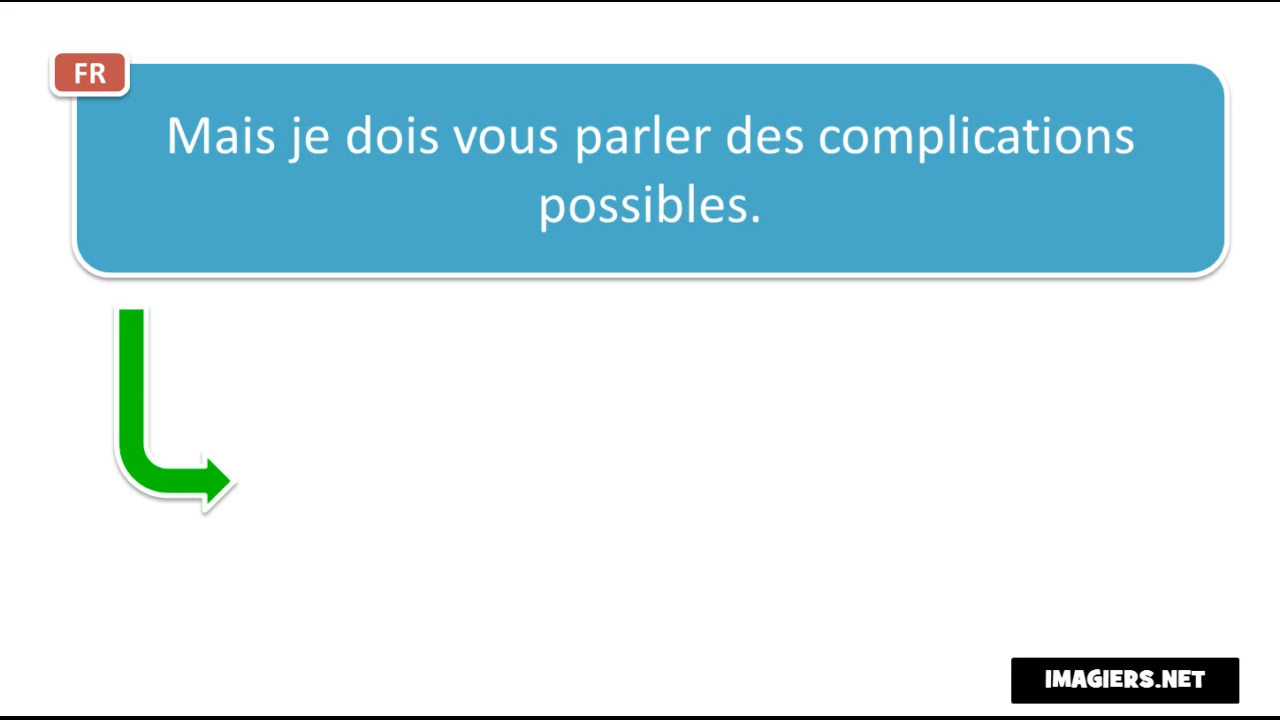 FR
Mais je dois vous parler des complications
possibles.
IMAGIERS.NET